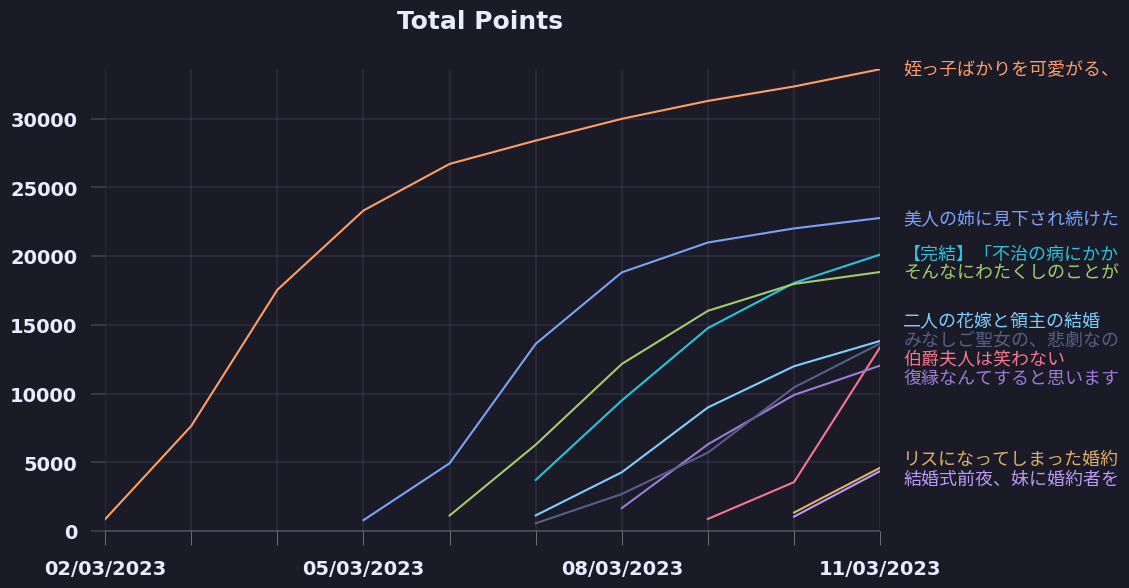 Total Points
30000
25000
20000
15000
10000
5000
0
02/03/2023
05/03/2023
08/03/2023
11/03/2023
姪っ子ばかりを可愛がる、
美人の姉に見下され続けた
【完結】「不治の病にかか
そんなにわたくしのことが
二人の花嫁と領主の結婚
みなしご聖女の、悲劇なの
伯爵夫人は笑わない
復縁なんてすると思います
リスになってしまった婚約
結婚式前夜、妹に婚約者を